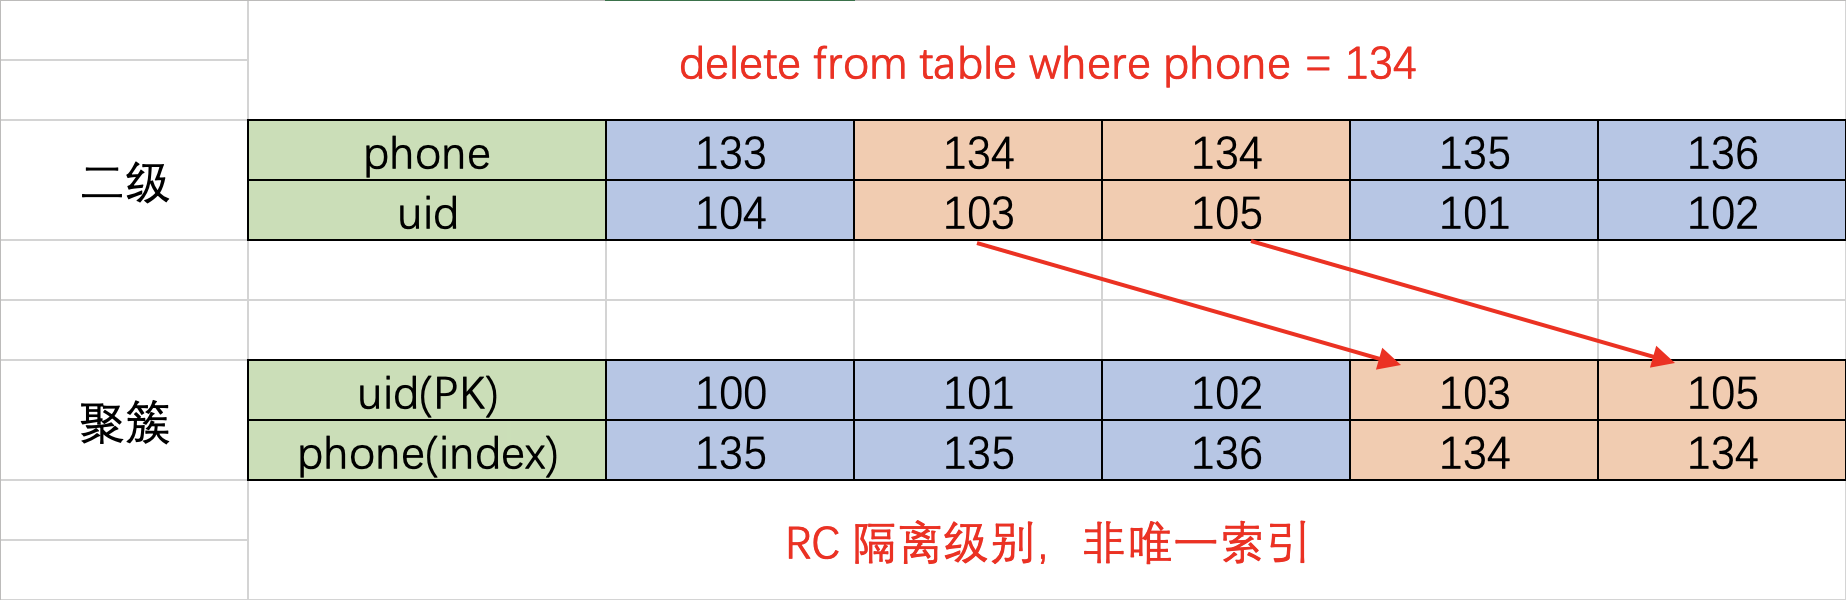 delete from table where phone = 134
二级
phone 133 134 134 135 136
uid 104 103 105 101 102
聚簇
uid(PK) 100 101 102 103 105
phone(index) 135 135 136 134 134
RC 隔离级别，非唯一索引